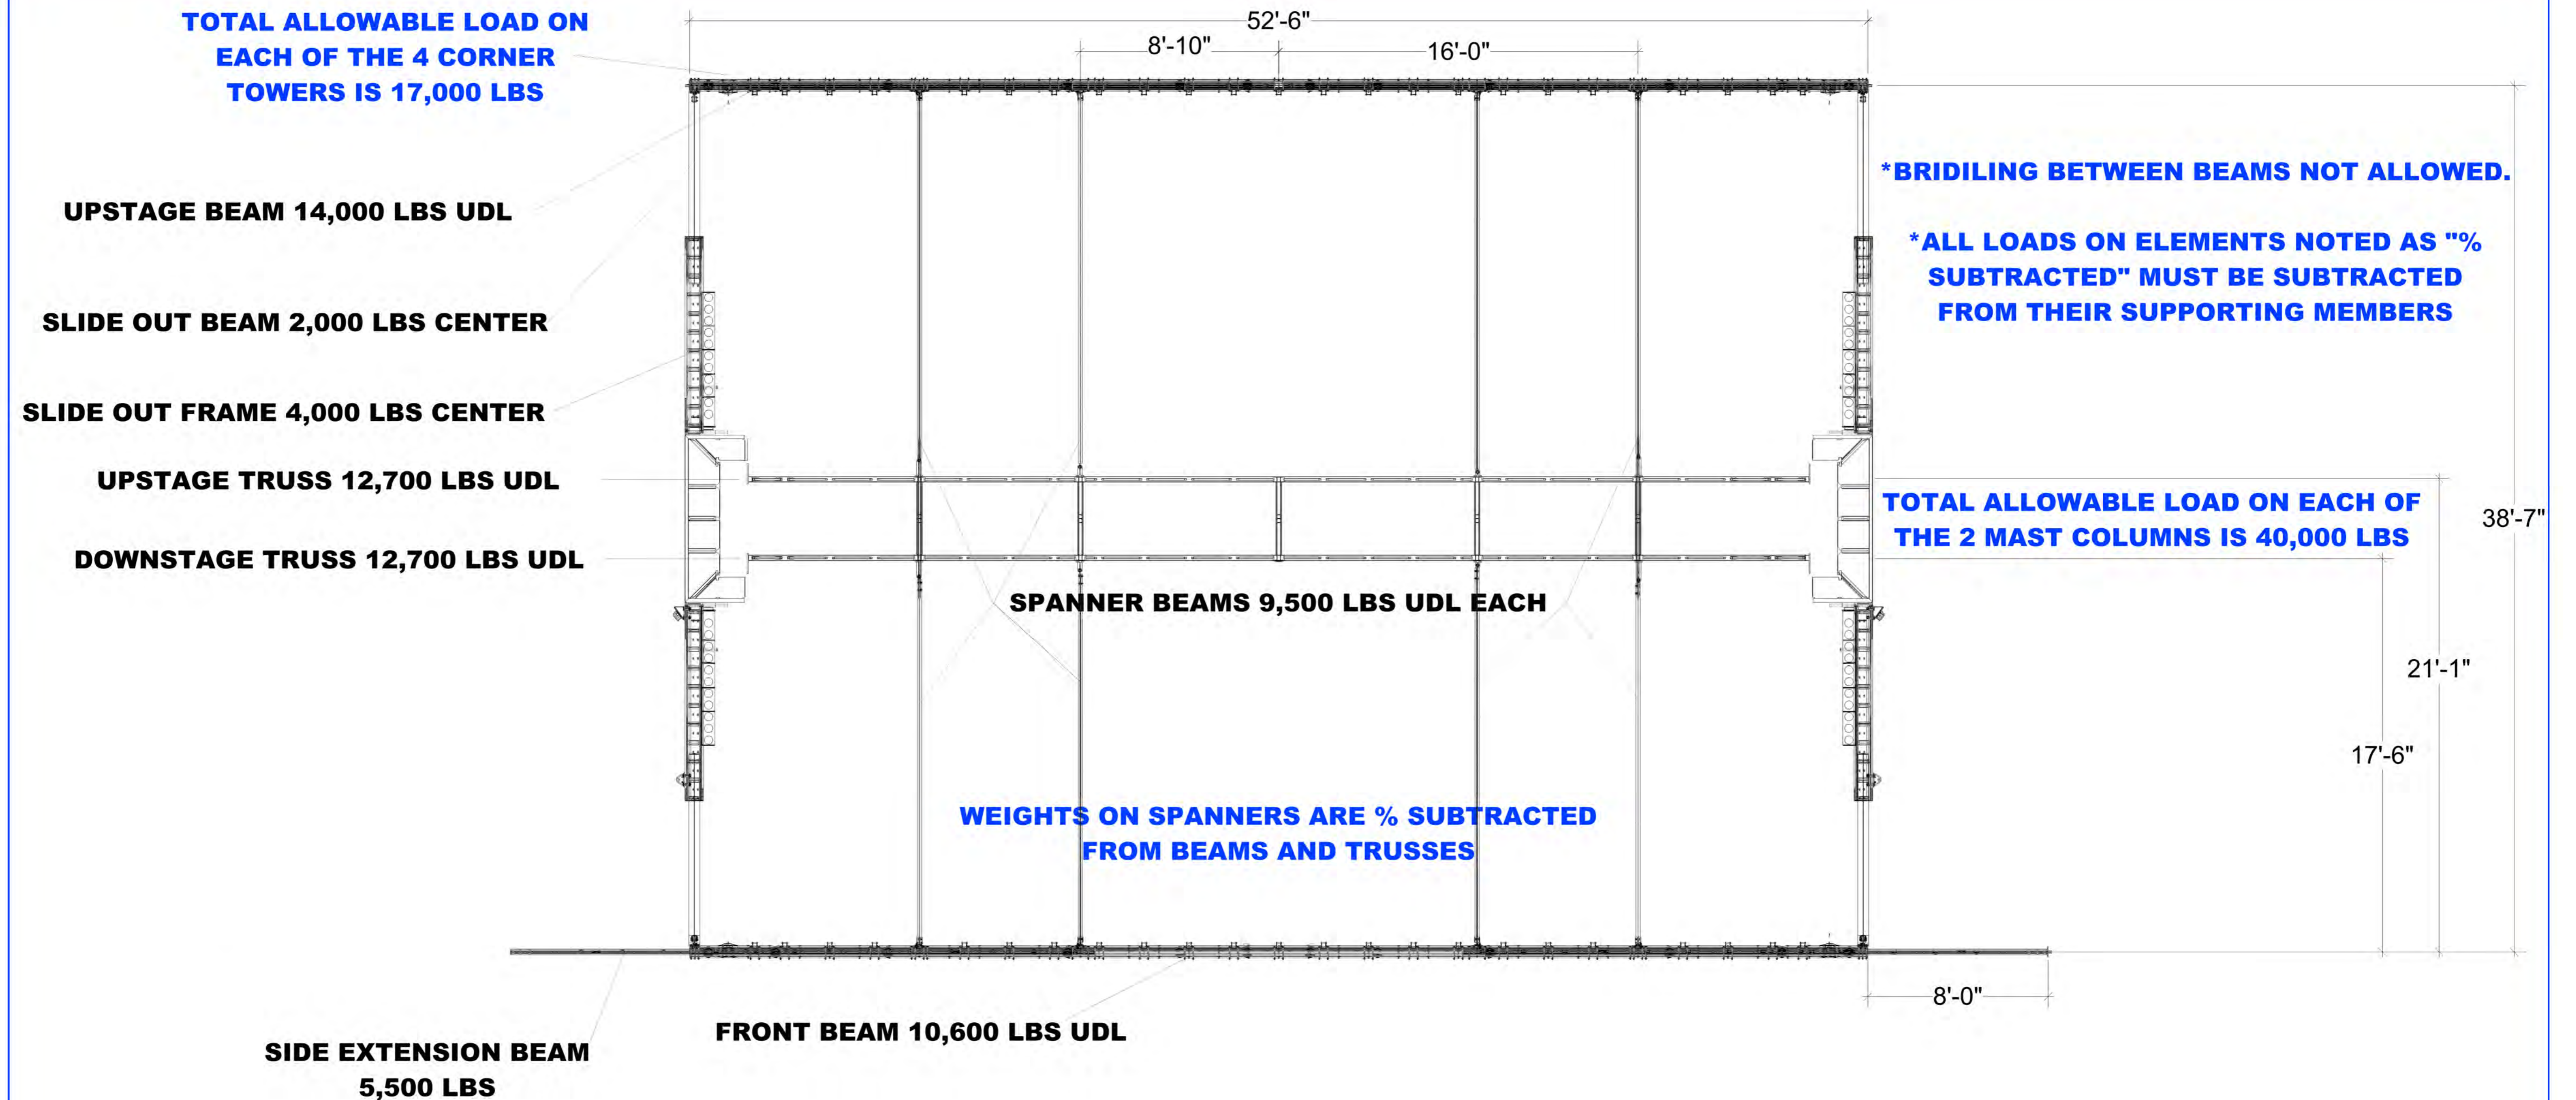 TOTAL ALLOWABLE LOAD ON
EACH OF THE 4 CORNER
TOWERS IS 17,000 LBS
52'-6"
8'-10"
16'-0"
UPSTAGE BEAM 14,000 LBS UDL
SLIDE OUT BEAM 2,000 LBS CENTER
SLIDE OUT FRAME 4,000 LBS CENTER
UPSTAGE TRUSS 12,700 LBS UDL
DOWNSTAGE TRUSS 12,700 LBS UDL
*BRIDILING BETWEEN BEAMS NOT ALLOWED.
*ALL LOADS ON ELEMENTS NOTED AS "%
SUBTRACTED" MUST BE SUBTRACTED
FROM THEIR SUPPORTING MEMBERS
TOTAL ALLOWABLE LOAD ON EACH OF
THE 2 MAST COLUMNS IS 40,000 LBS
38'-7"
SPANNER BEAMS 9,500 LBS UDL EACH
21'-1"
17'-6"
WEIGHTS ON SPANNERS ARE % SUBTRACTED
FROM BEAMS AND TRUSSES
8'-0"
FRONT BEAM 10,600 LBS UDL
SIDE EXTENSION BEAM
5,500 LBS